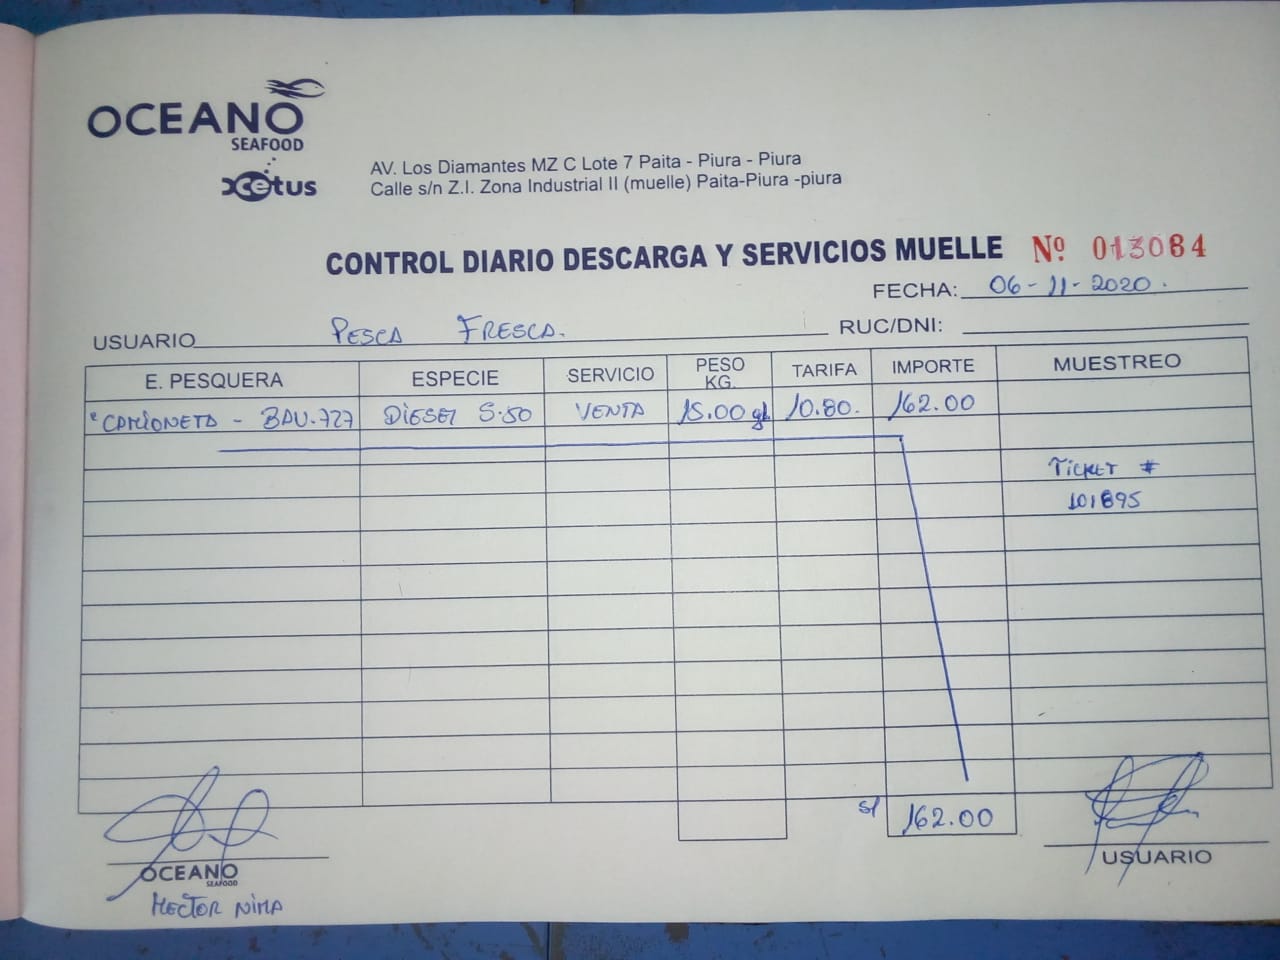 OCEANO
SEAFOOD
xcetus
AV. Los Diamantes MZ C Lote 7 Paita - Piura - Piura
Calle s/n Z.I. Zona Industrial II (muelle) Paita-Piura -piura
CONTROL DIARIO DESCARGA Y SERVICIOS MUELLE Nº 013084
FECHA: 06-11-2020.
USUARIO PESCA FRESCA. RUC/DNI:
E. PESQUERA ESPECIE SERVICIO PESO KG. TARIFA IMPORTE MUESTREO
CAMIONETA - BAU.727 DIESEL S.50 VENTA 15.00 gl 10.80. 162.00
TICKET #
101895
s/ 162.00
OCEANO
SEAFOOD
USUARIO
HECTOR NIMA